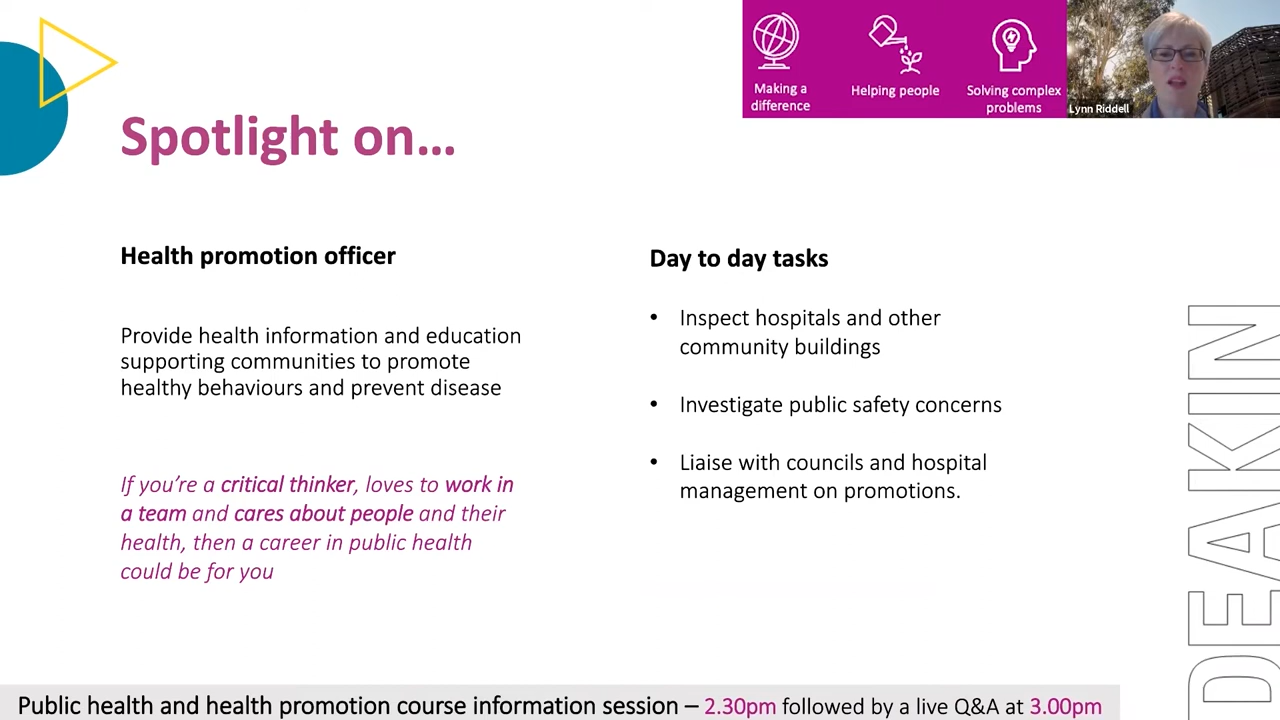 Making a
difference
Helping people
Solving complex
problems
Lynn Riddell
Spotlight on...
Health promotion officer
Provide health information and education
supporting communities to promote
healthy behaviours and prevent disease
If you're a critical thinker, loves to work in
a team and cares about people and their
health, then a career in public health
could be for you
Day to day tasks
• Inspect hospitals and other
community buildings
• Investigate public safety concerns
• Liaise with councils and hospital
management on promotions.
DEAKIN
Public health and health promotion course information session – 2.30pm followed by a live Q&A at 3.00pm